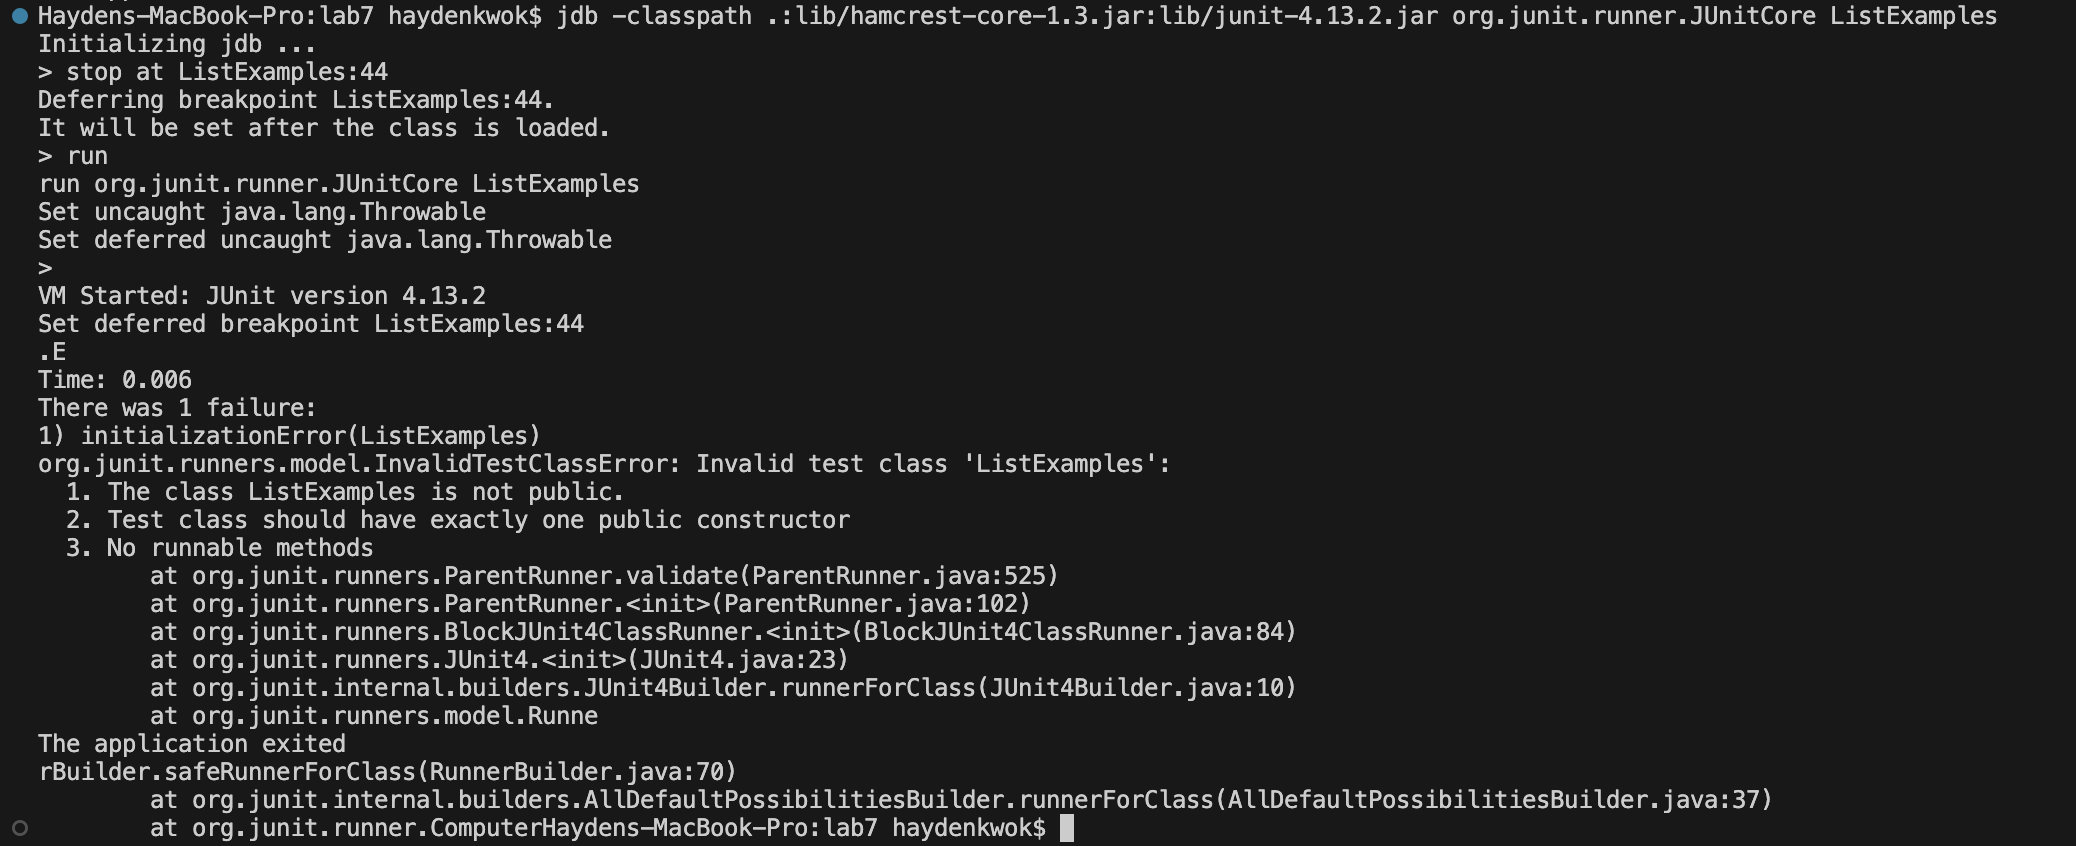 Haydens-MacBook-Pro:lab7 haydenkwok$ jdb -classpath .:lib/hamcrest-core-1.3.jar:lib/junit-4.13.2.jar org.junit.runner.JUnitCore ListExamples
Initializing jdb ...
> stop at ListExamples:44
Deferring breakpoint ListExamples:44.
It will be set after the class is loaded.
> run
run org.junit.runner.JUnitCore ListExamples
Set uncaught java.lang.Throwable
Set deferred uncaught java.lang.Throwable
>
VM Started: JUnit version 4.13.2
Set deferred breakpoint ListExamples:44
.E
Time: 0.006
There was 1 failure:
1) initializationError(ListExamples)
org.junit.runners.model.InvalidTestClassError: Invalid test class 'ListExamples':
  1. The class ListExamples is not public.
  2. Test class should have exactly one public constructor
  3. No runnable methods
        at org.junit.runners.ParentRunner.validate(ParentRunner.java:525)
        at org.junit.runners.ParentRunner.<init>(ParentRunner.java:102)
        at org.junit.runners.BlockJUnit4ClassRunner.<init>(BlockJUnit4ClassRunner.java:84)
        at org.junit.runners.JUnit4.<init>(JUnit4.java:23)
        at org.junit.internal.builders.JUnit4Builder.runnerForClass(JUnit4Builder.java:10)
        at org.junit.runners.model.Runne
The application exited
rBuilder.safeRunnerForClass(RunnerBuilder.java:70)
        at org.junit.internal.builders.AllDefaultPossibilitiesBuilder.runnerForClass(AllDefaultPossibilitiesBuilder.java:37)
        at org.junit.runner.ComputerHaydens-MacBook-Pro:lab7 haydenkwok$